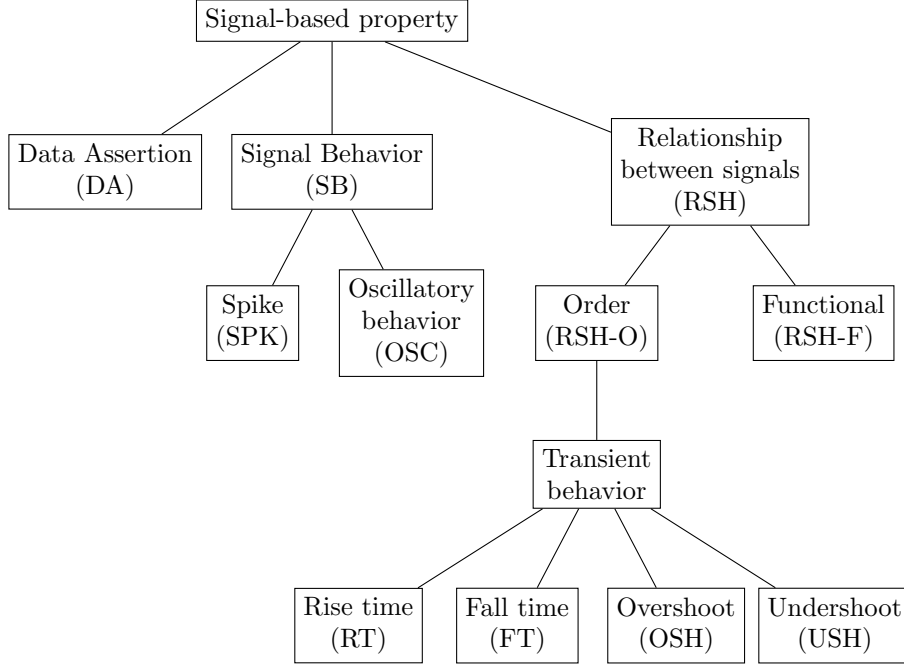 Signal-based property
Data Assertion
(DA)
Signal Behavior
(SB)
Relationship
between signals
(RSH)
Spike
(SPK)
Oscillatory
behavior
(OSC)
Order
(RSH-O)
Functional
(RSH-F)
Transient
behavior
Rise time
(RT)
Fall time
(FT)
Overshoot
(OSH)
Undershoot
(USH)